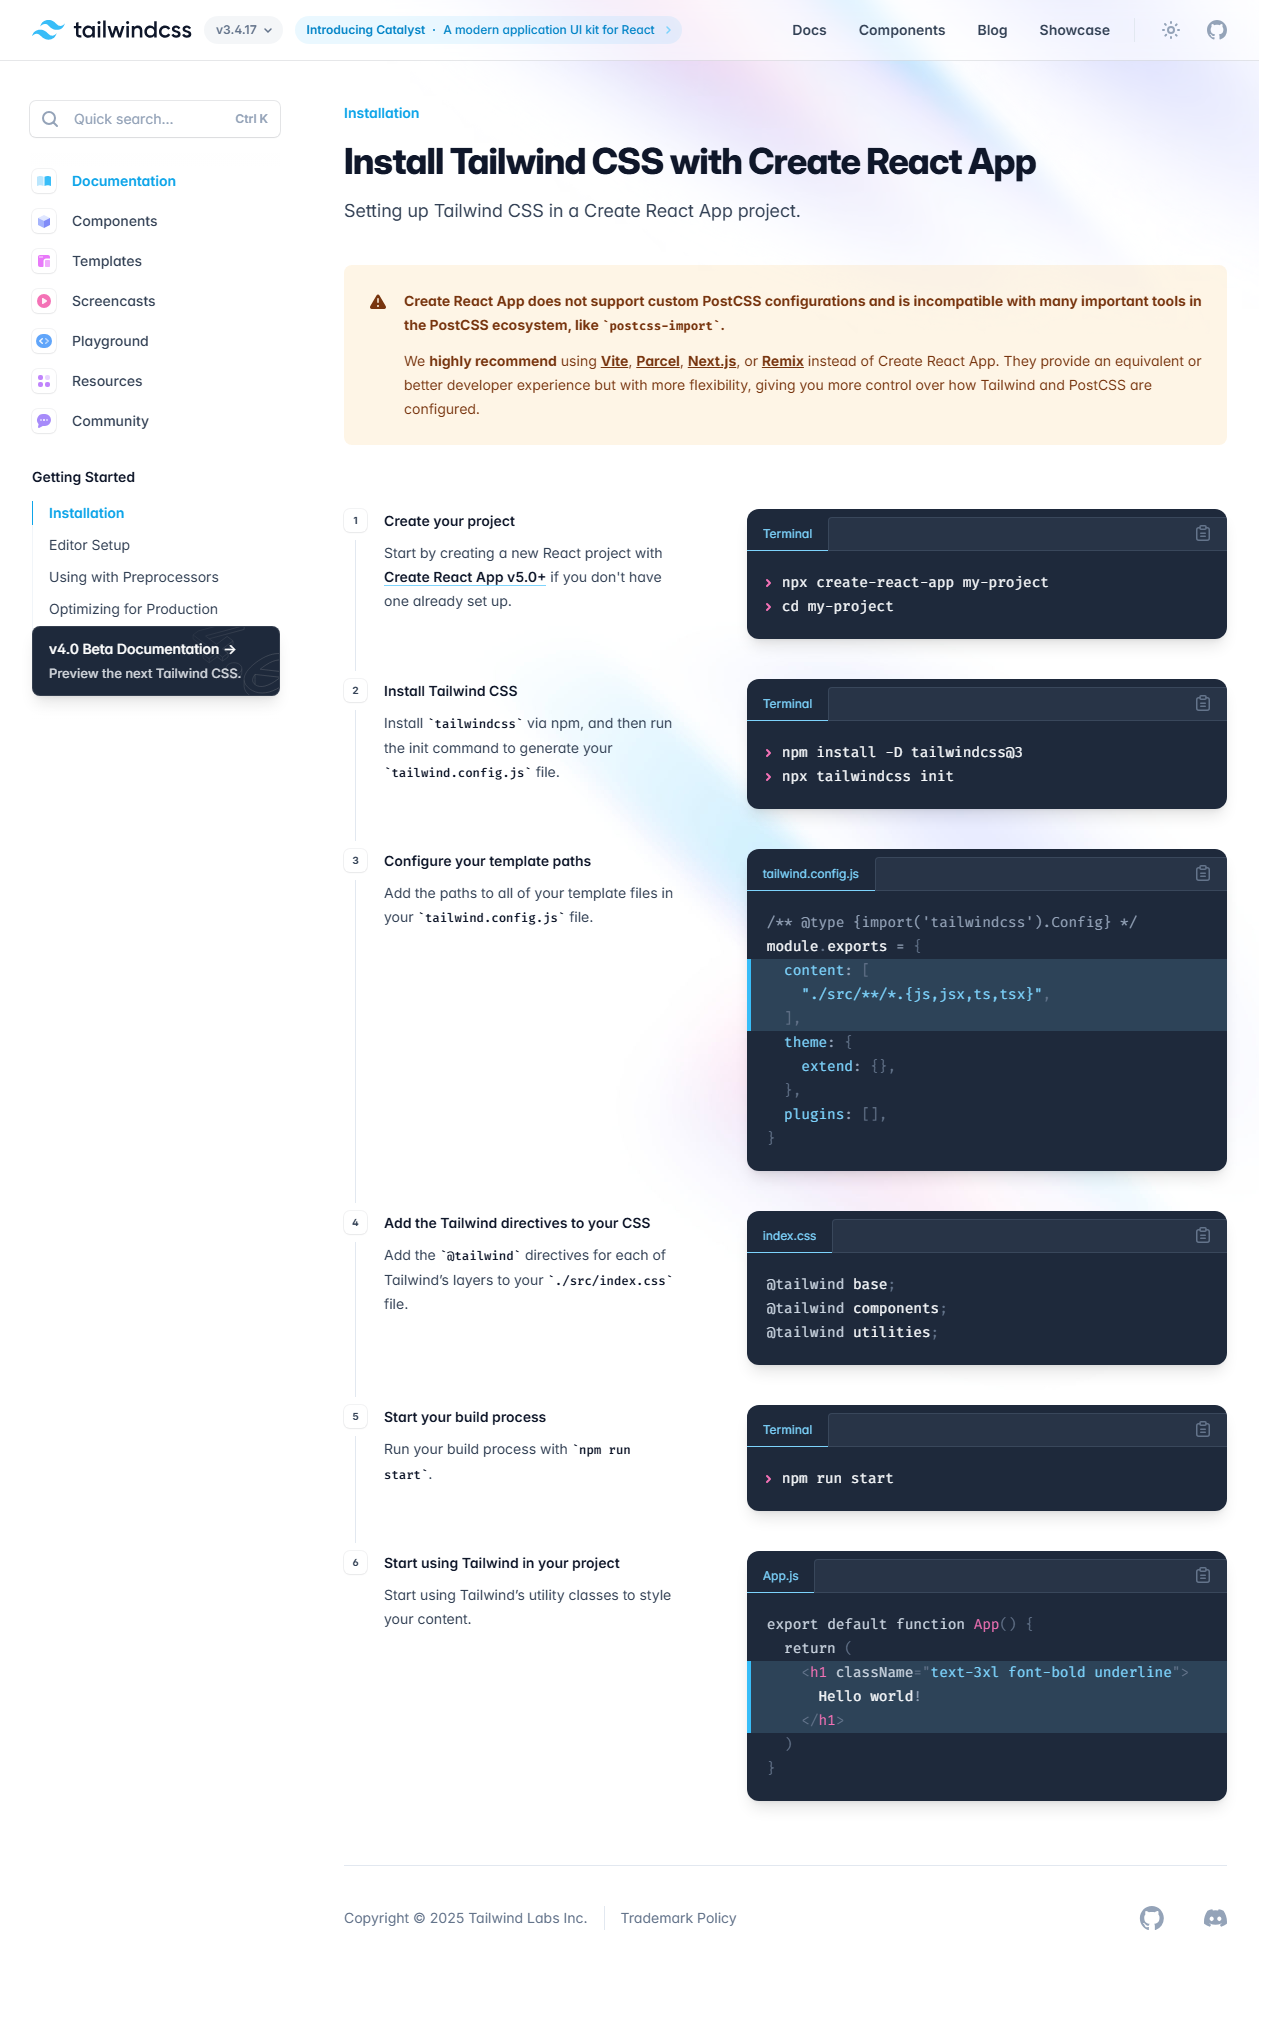 tailwindcss v3.4.17 Introducing Catalyst · A modern application UI kit for React Docs Components Blog Showcase
Quick search... Ctrl K
Documentation
Components
Templates
Screencasts
Playground
Resources
Community
Getting Started
Installation
Editor Setup
Using with Preprocessors
Optimizing for Production
v4.0 Beta Documentation →
Preview the next Tailwind CSS.
Installation
Install Tailwind CSS with Create React App
Setting up Tailwind CSS in a Create React App project.
Create React App does not support custom PostCSS configurations and is incompatible with many important tools in
the PostCSS ecosystem, like `postcss-import`.
We highly recommend using Vite, Parcel, Next.js, or Remix instead of Create React App. They provide an equivalent or
better developer experience but with more flexibility, giving you more control over how Tailwind and PostCSS are
configured.
1 Create your project
Start by creating a new React project with
Create React App v5.0+ if you don't have
one already set up.
Terminal
> npx create-react-app my-project
> cd my-project
2 Install Tailwind CSS
Install `tailwindcss` via npm, and then run
the init command to generate your
`tailwind.config.js` file.
Terminal
> npm install -D tailwindcss@3
> npx tailwindcss init
3 Configure your template paths
Add the paths to all of your template files in
your `tailwind.config.js` file.
tailwind.config.js
/** @type {import('tailwindcss').Config} */
module.exports = {
  content: [
    "./src/**/*.{js,jsx,ts,tsx}",
  ],
  theme: {
    extend: {},
  },
  plugins: [],
}
4 Add the Tailwind directives to your CSS
Add the `@tailwind` directives for each of
Tailwind’s layers to your `./src/index.css`
file.
index.css
@tailwind base;
@tailwind components;
@tailwind utilities;
5 Start your build process
Run your build process with `npm run
start`.
Terminal
> npm run start
6 Start using Tailwind in your project
Start using Tailwind’s utility classes to style
your content.
App.js
export default function App() {
  return (
    <h1 className="text-3xl font-bold underline">
      Hello world!
    </h1>
  )
}
Copyright © 2025 Tailwind Labs Inc. Trademark Policy